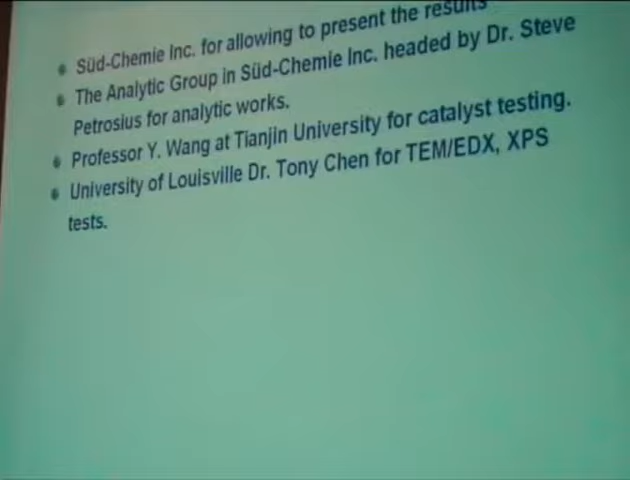 Süd-Chemie Inc. for allowing to present the results
The Analytic Group in Süd-Chemie Inc. headed by Dr. Steve
Petrosius for analytic works.
Professor Y. Wang at Tianjin University for catalyst testing.
University of Louisville Dr. Tony Chen for TEM/EDX, XPS
tests.